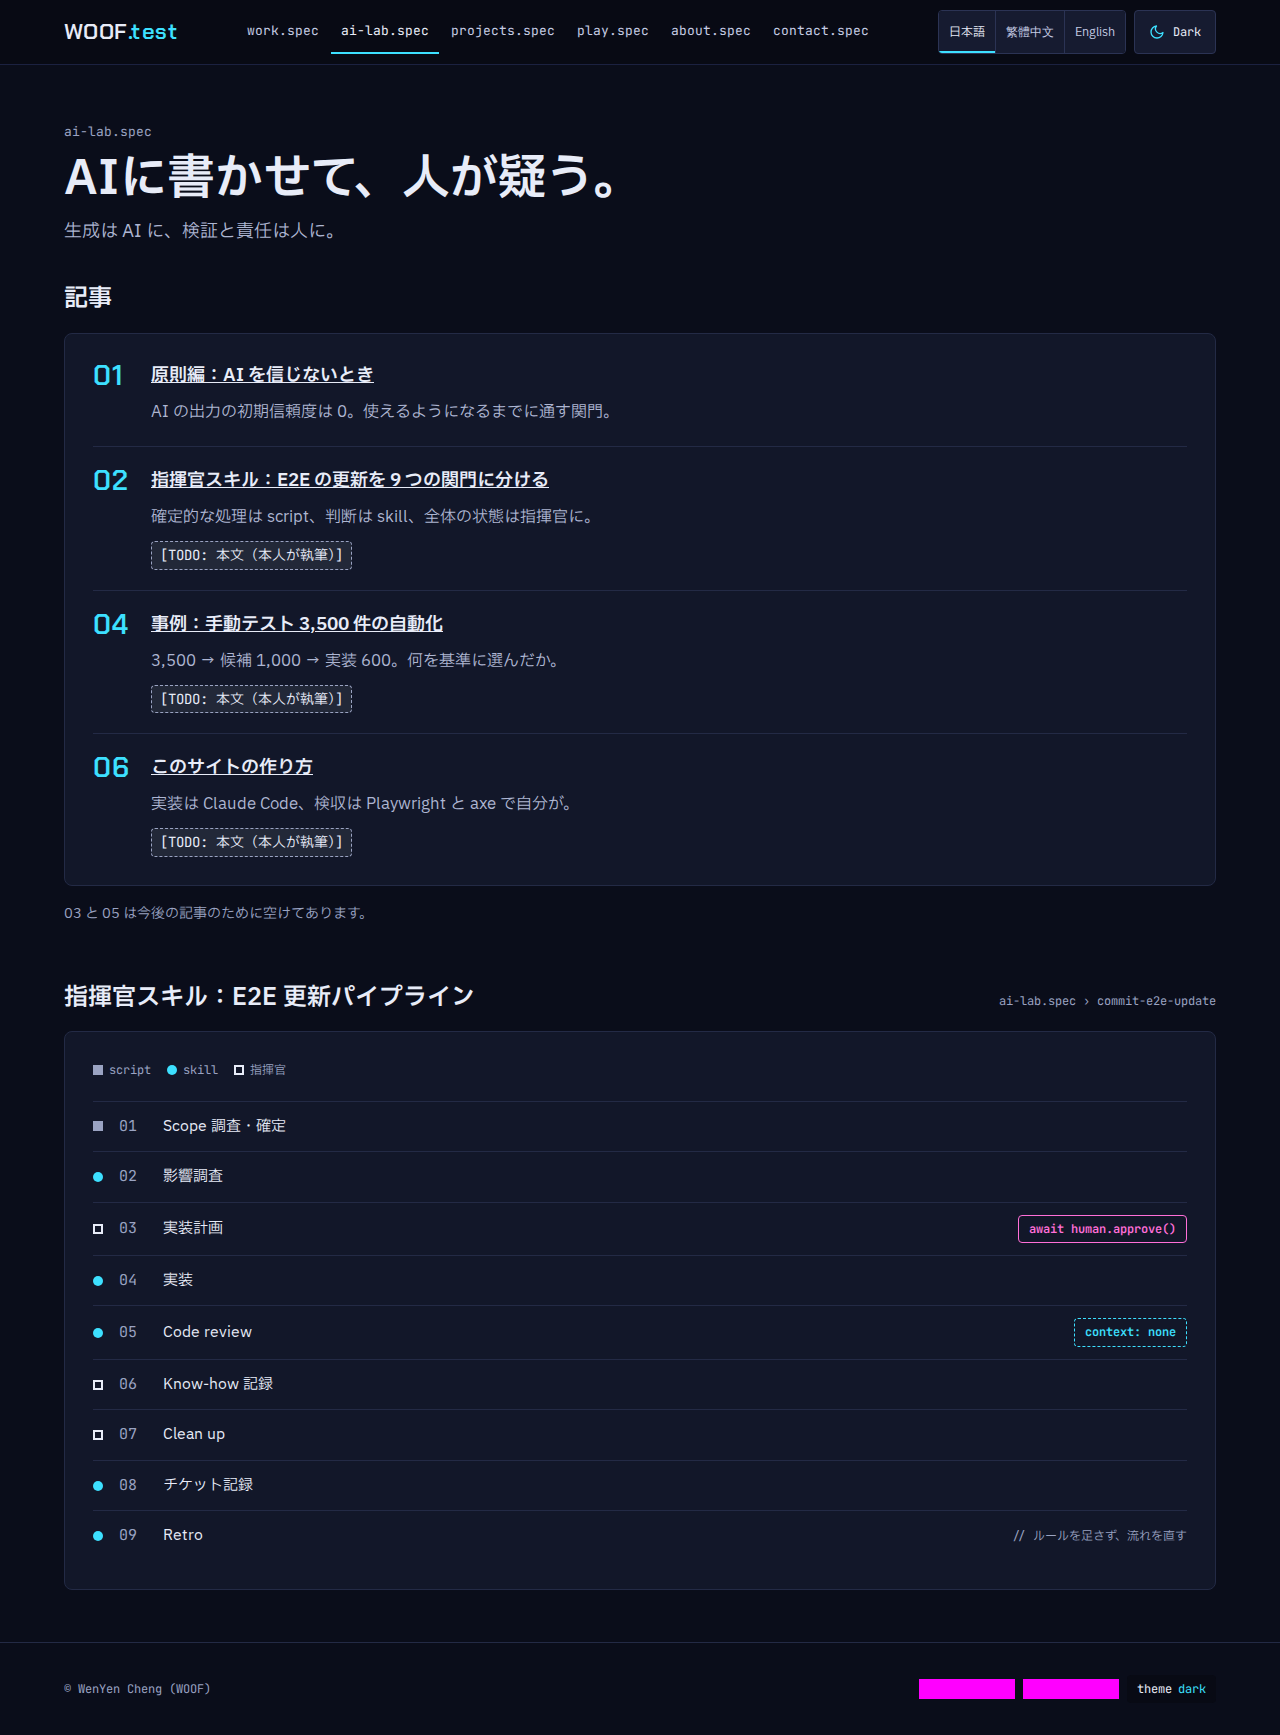 WOOF.test
work.spec ai-lab.spec projects.spec play.spec about.spec contact.spec
日本語 繁體中文 English Dark
ai-lab.spec
AIに書かせて、人が疑う。
生成は AI に、検証と責任は人に。
記事
01 原則編：AI を信じないとき
AI の出力の初期信頼度は 0。使えるようになるまでに通す関門。
02 指揮官スキル：E2E の更新を 9 つの関門に分ける
確定的な処理は script、判断は skill、全体の状態は指揮官に。
[TODO: 本文（本人が執筆）]
04 事例：手動テスト 3,500 件の自動化
3,500 → 候補 1,000 → 実装 600。何を基準に選んだか。
[TODO: 本文（本人が執筆）]
06 このサイトの作り方
実装は Claude Code、検収は Playwright と axe で自分が。
[TODO: 本文（本人が執筆）]
03 と 05 は今後の記事のために空けてあります。
指揮官スキル：E2E 更新パイプライン
ai-lab.spec › commit-e2e-update
script skill 指揮官
01 Scope 調査・確定
02 影響調査
03 実装計画 await human.approve()
04 実装
05 Code review context: none
06 Know-how 記録
07 Clean up
08 チケット記録
09 Retro // ルールを足さず、流れを直す
© WenYen Cheng (WOOF)
theme dark